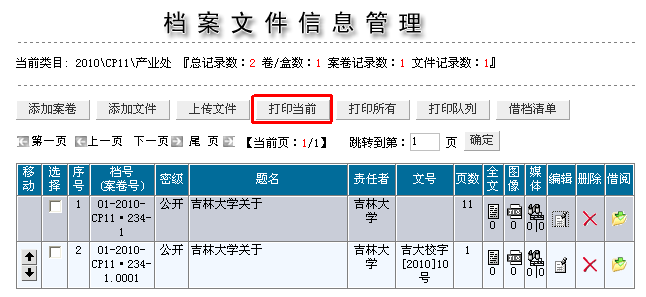 档案文件信息管理
当前类目: 2010\CP11\产业处 『总记录数：2 卷/盒数：1 案卷记录数：1 文件记录数：1』
添加案卷 添加文件 上传文件 打印当前 打印所有 打印队列 借档清单
第一页 上一页 下一页 尾 页 【当前页：1/1】 跳转到第：1 页 确定
移动 选择 序号 档号(案卷号) 密级 题名 责任者 文号 页数 全文 图像 媒体 编辑 删除 借阅
1 01-2010-CP11·234-1 公开 吉林大学关于 吉林大学 11 0 0 0|0
2 01-2010-CP11·234-1.0001 公开 吉林大学关于 吉林大学 吉大校字[2010]10号 1 0 0 0|0